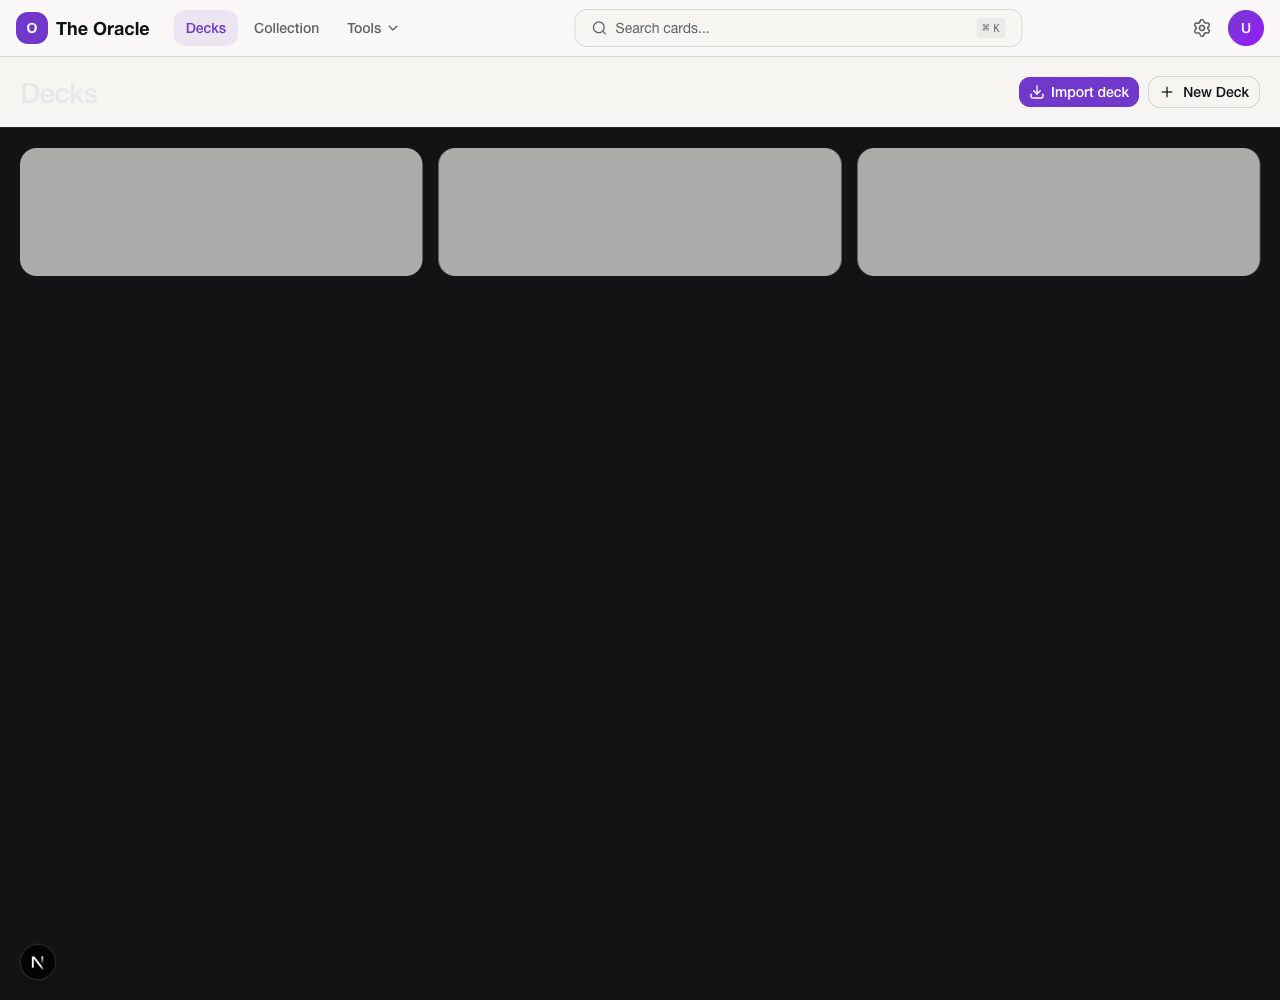 O The Oracle Decks Collection Tools Search cards... ⌘ K U
Decks Import deck New Deck
N